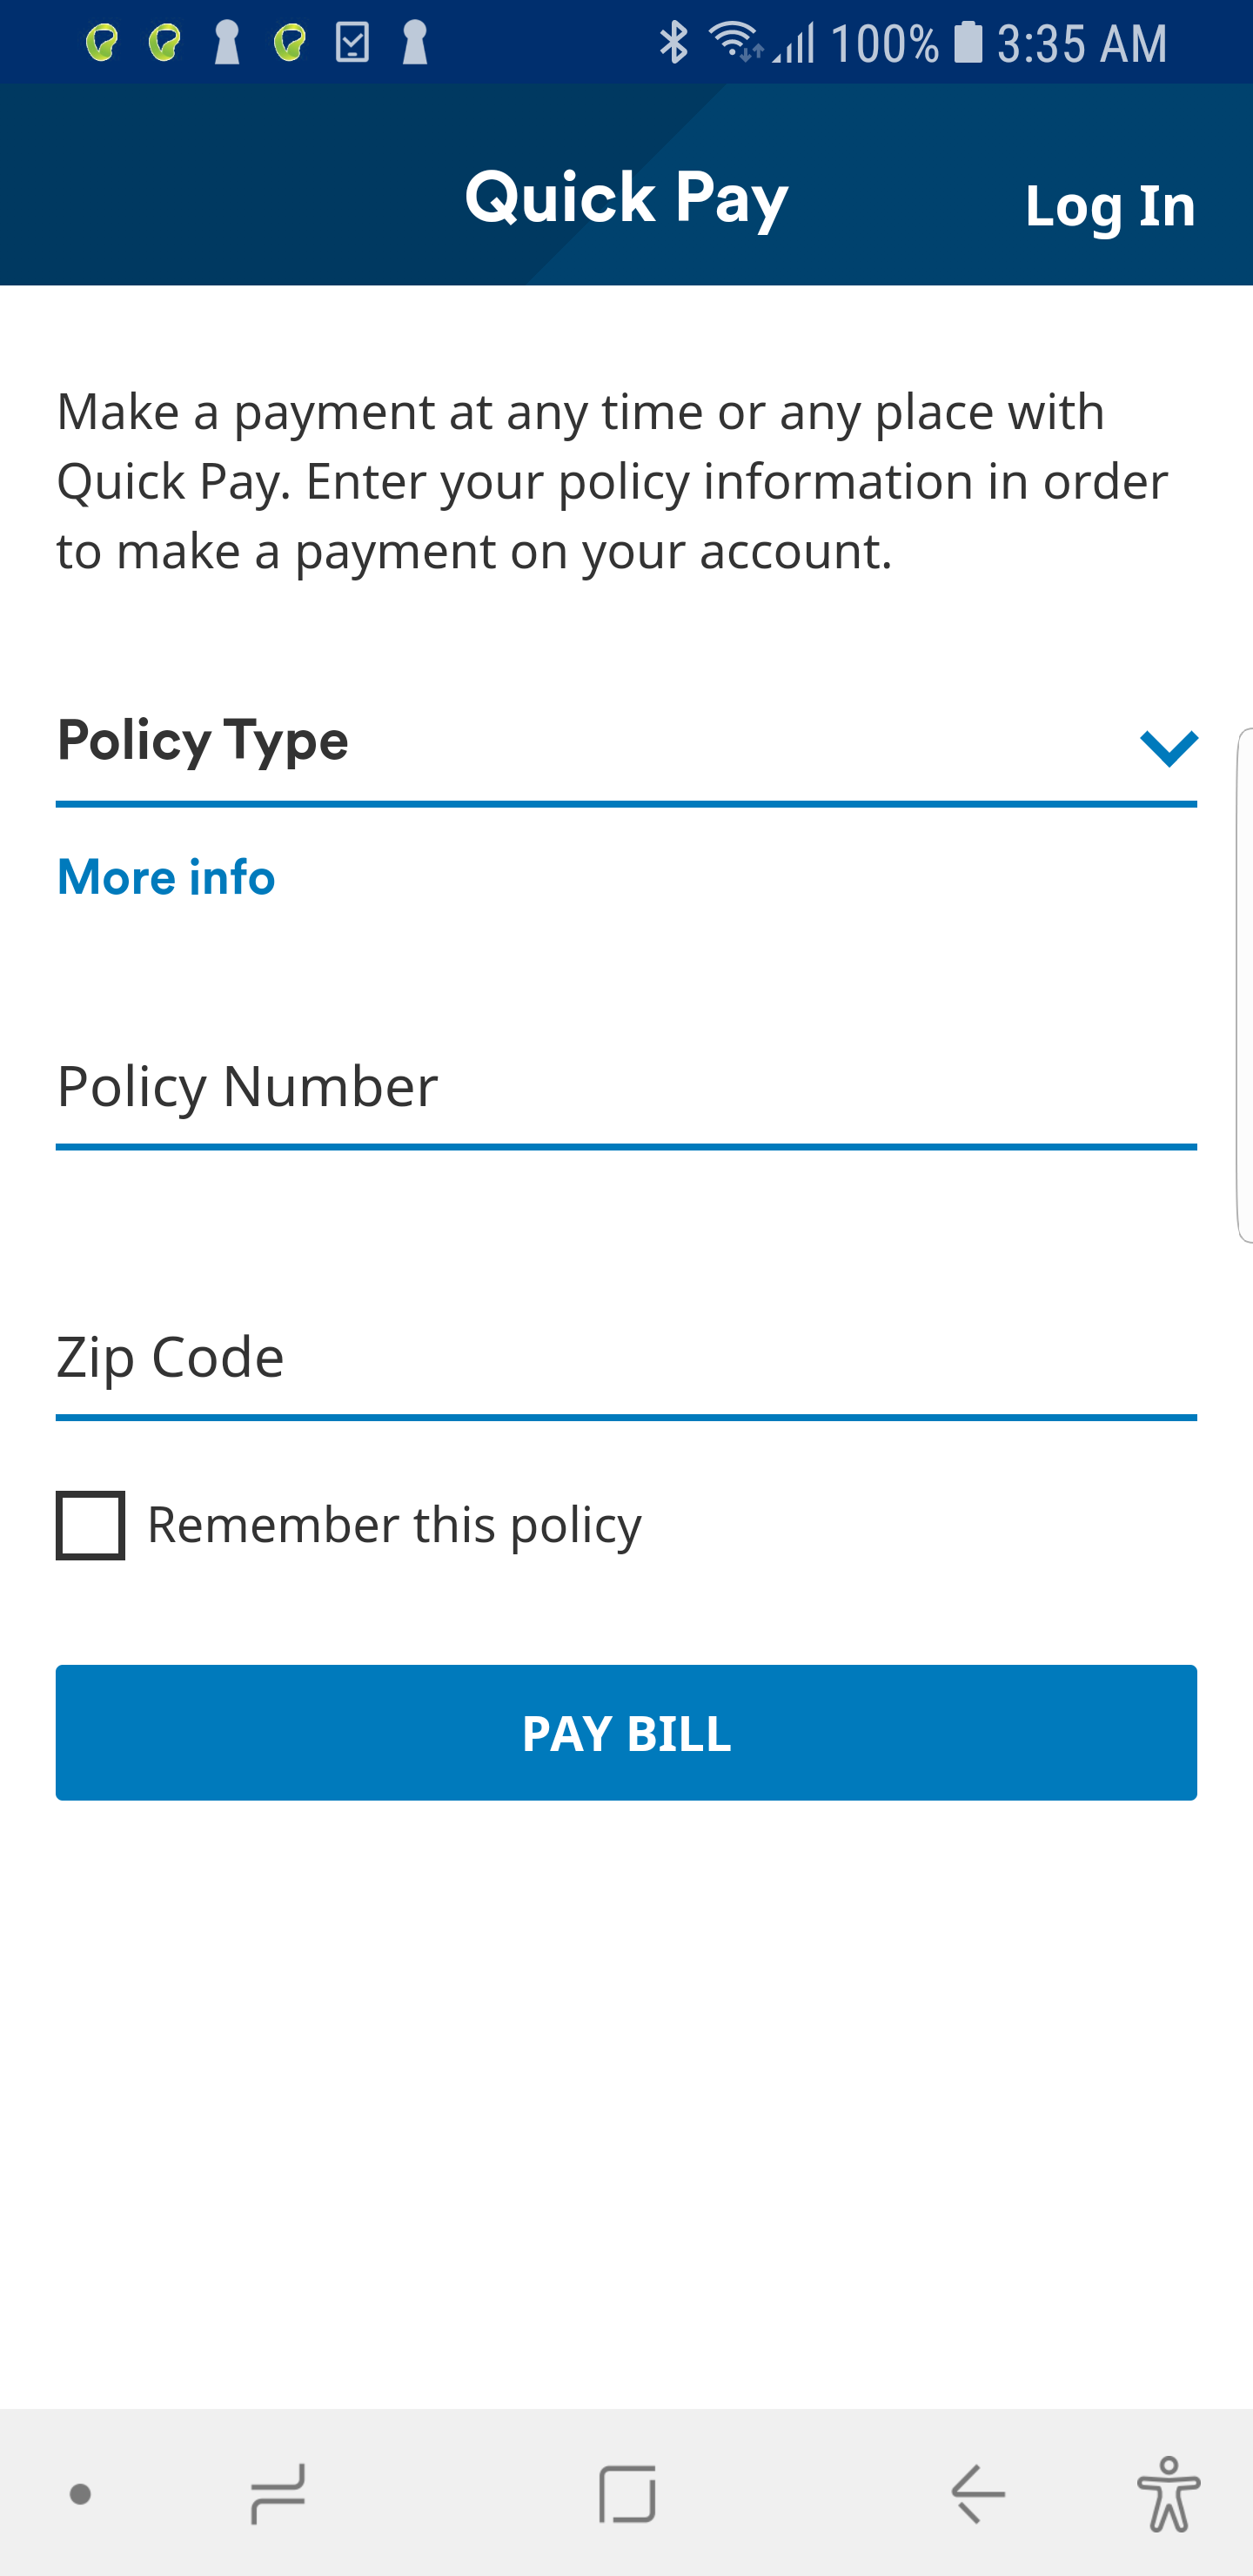 100% 3:35 AM
Quick Pay
Log In
Make a payment at any time or any place with
Quick Pay. Enter your policy information in order
to make a payment on your account.
Policy Type
More info
Policy Number
Zip Code
Remember this policy
PAY BILL